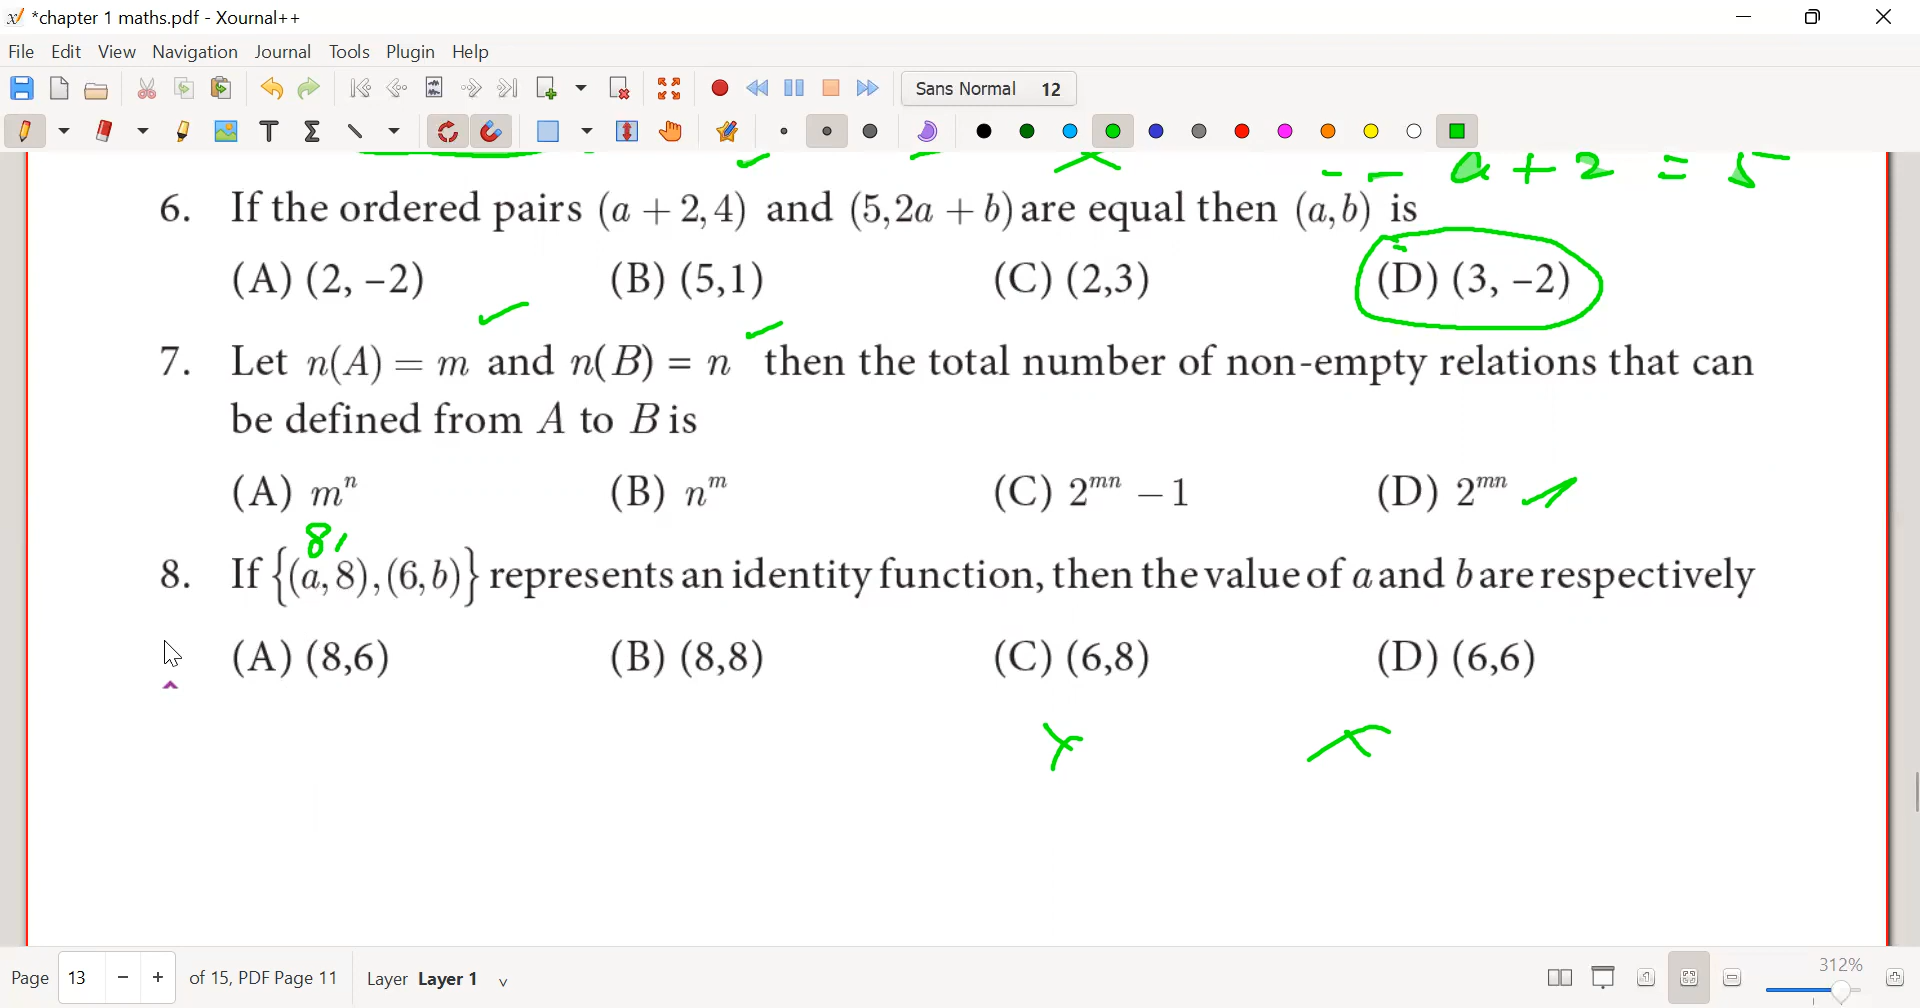 *chapter 1 maths.pdf - Xournal++
File Edit View Navigation Journal Tools Plugin Help
Sans Normal 12
a + 2 = 5
6. If the ordered pairs (a + 2, 4) and (5, 2a + b) are equal then (a, b) is
(A) (2, –2) (B) (5,1) (C) (2,3) (D) (3, –2)
7. Let n(A) = m and n(B) = n then the total number of non-empty relations that can
be defined from A to B is
(A) mⁿ (B) nᵐ (C) 2ᵐⁿ – 1 (D) 2ᵐⁿ
8,
8. If {(a, 8), (6, b)} represents an identity function, then the value of a and b are respectively
(A) (8,6) (B) (8,8) (C) (6,8) (D) (6,6)
Page 13 – + of 15, PDF Page 11 Layer Layer 1 312%